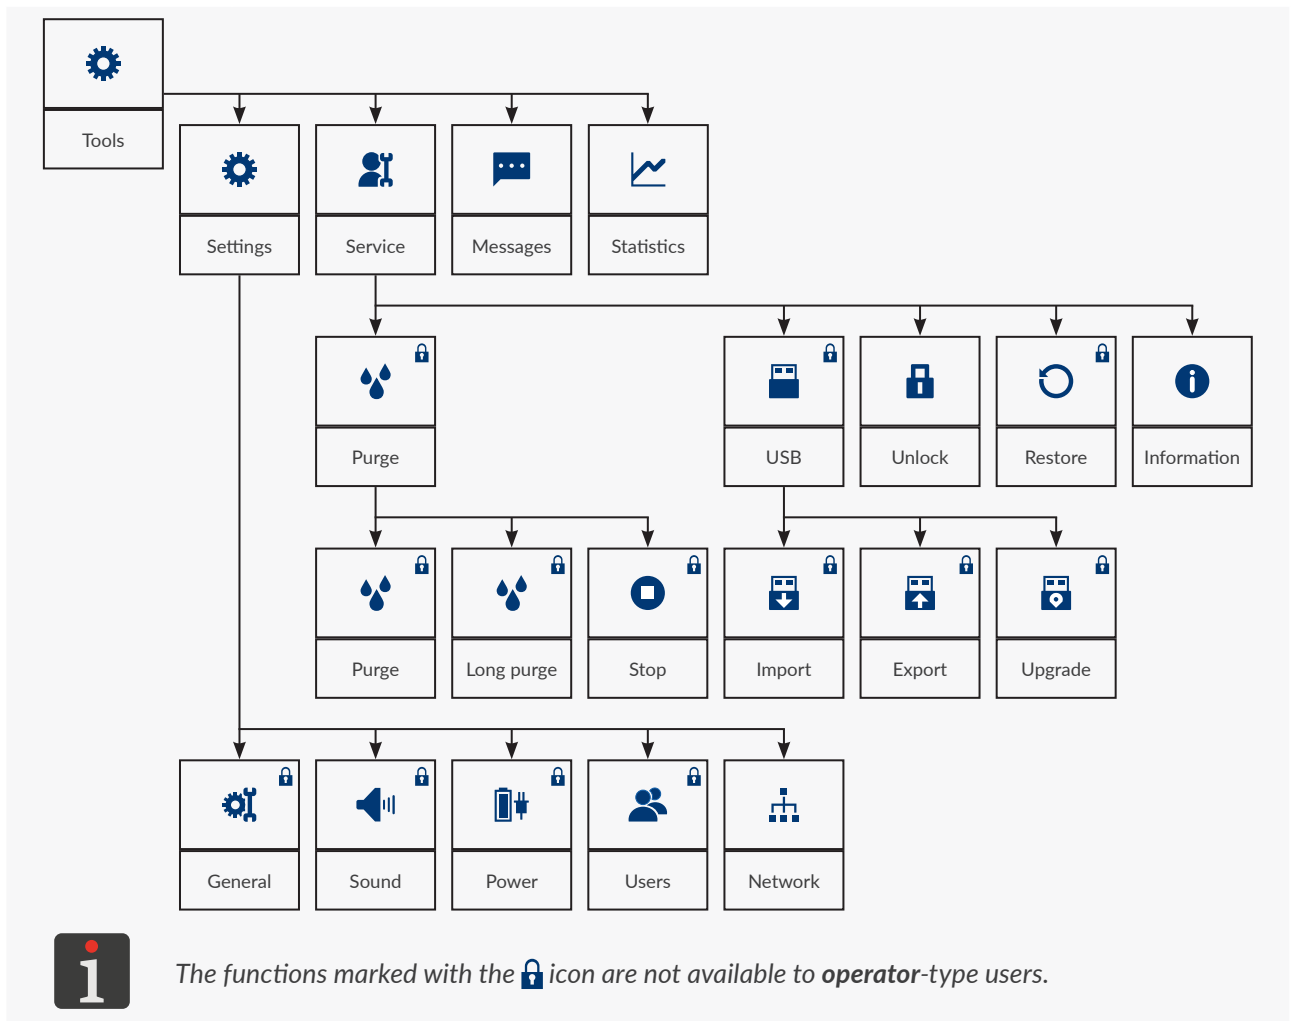 Tools
Settings
Service
Messages
Statistics
Purge
USB
Unlock
Restore
Information
Purge
Long purge
Stop
Import
Export
Upgrade
General
Sound
Power
Users
Network
i
The functions marked with the icon are not available to operator-type users.